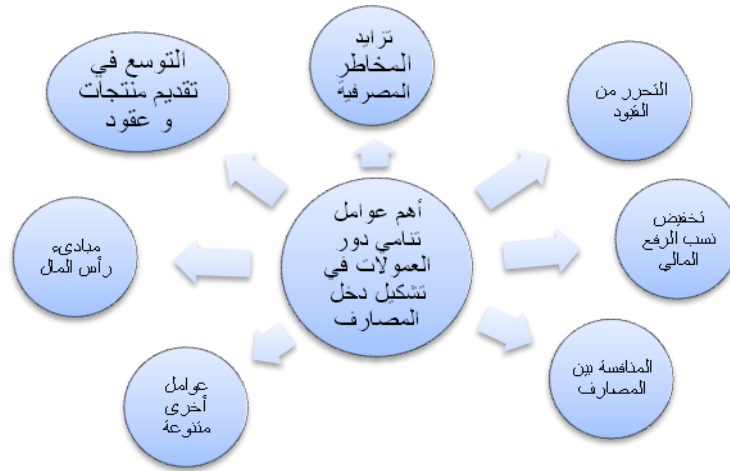 تزايد
المخاطر
المصرفية
التحرر من
القيود
تخفيض
نسب الرفع
المالي
المنافسة بين
المصارف
عوامل
أخرى
متنوعة
مبادىء
رأس المال
التوسع في
تقديم منتجات
و عقود
أهم عوامل
تنامي دور
العمولات في
تشكيل دخل
المصارف